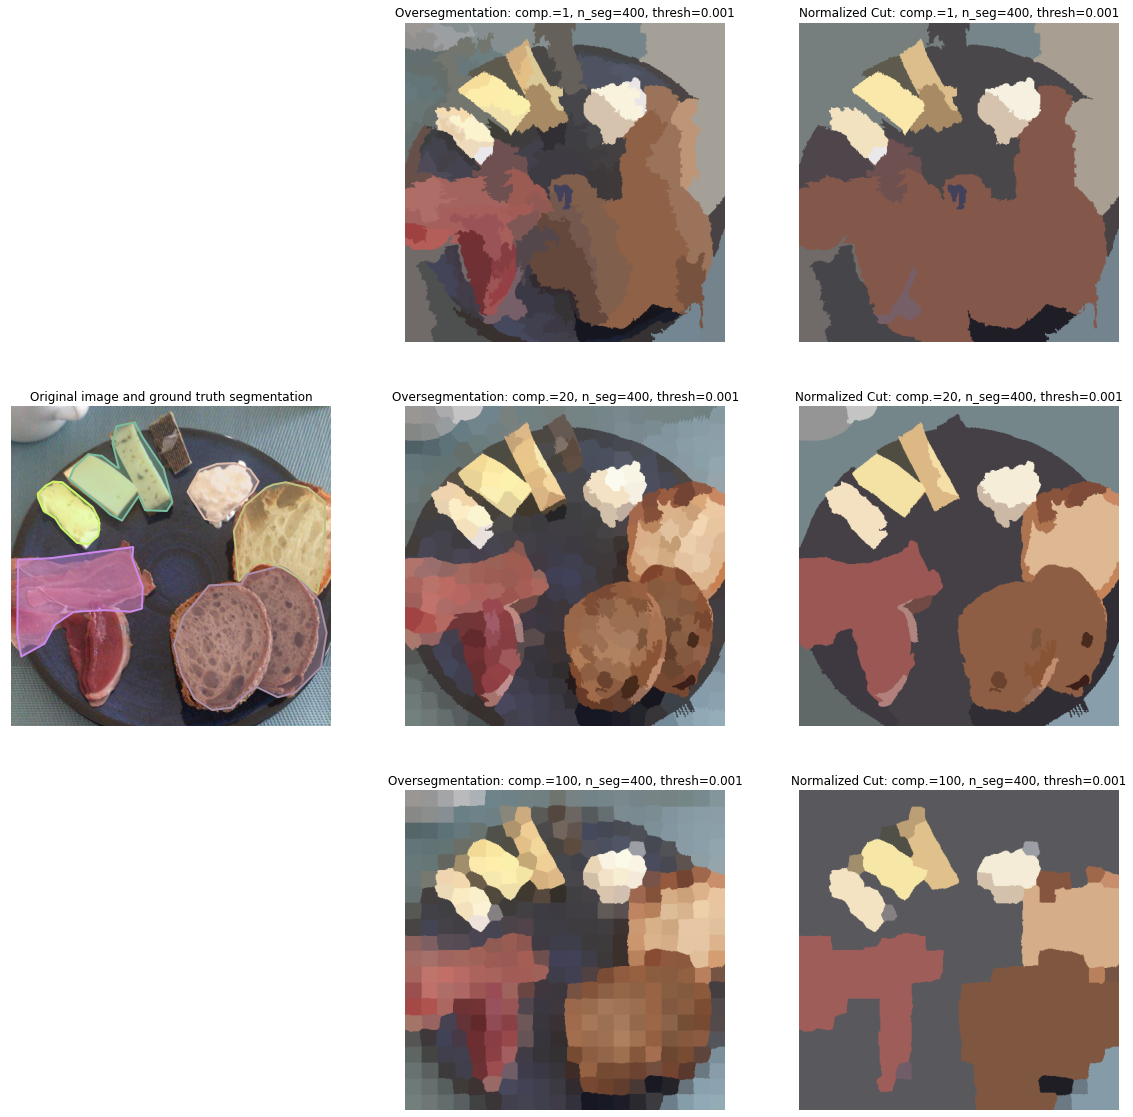 Oversegmentation: comp.=1, n_seg=400, thresh=0.001
Normalized Cut: comp.=1, n_seg=400, thresh=0.001
Original image and ground truth segmentation
Oversegmentation: comp.=20, n_seg=400, thresh=0.001
Normalized Cut: comp.=20, n_seg=400, thresh=0.001
Oversegmentation: comp.=100, n_seg=400, thresh=0.001
Normalized Cut: comp.=100, n_seg=400, thresh=0.001